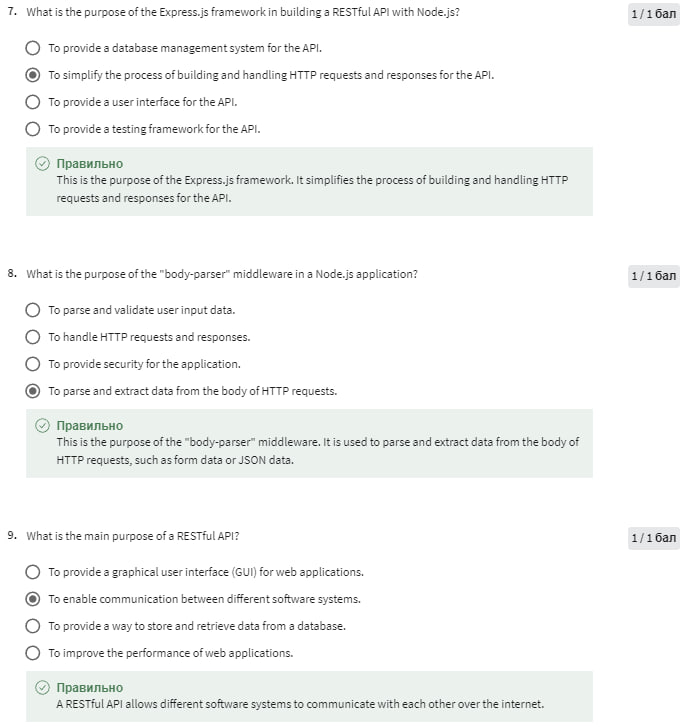 7. What is the purpose of the Express.js framework in building a RESTful API with Node.js?
1 / 1 бал
To provide a database management system for the API.
To simplify the process of building and handling HTTP requests and responses for the API.
To provide a user interface for the API.
To provide a testing framework for the API.
Правильно
This is the purpose of the Express.js framework. It simplifies the process of building and handling HTTP
requests and responses for the API.
8. What is the purpose of the "body-parser" middleware in a Node.js application?
1 / 1 бал
To parse and validate user input data.
To handle HTTP requests and responses.
To provide security for the application.
To parse and extract data from the body of HTTP requests.
Правильно
This is the purpose of the "body-parser" middleware. It is used to parse and extract data from the body of
HTTP requests, such as form data or JSON data.
9. What is the main purpose of a RESTful API?
1 / 1 бал
To provide a graphical user interface (GUI) for web applications.
To enable communication between different software systems.
To provide a way to store and retrieve data from a database.
To improve the performance of web applications.
Правильно
A RESTful API allows different software systems to communicate with each other over the internet.